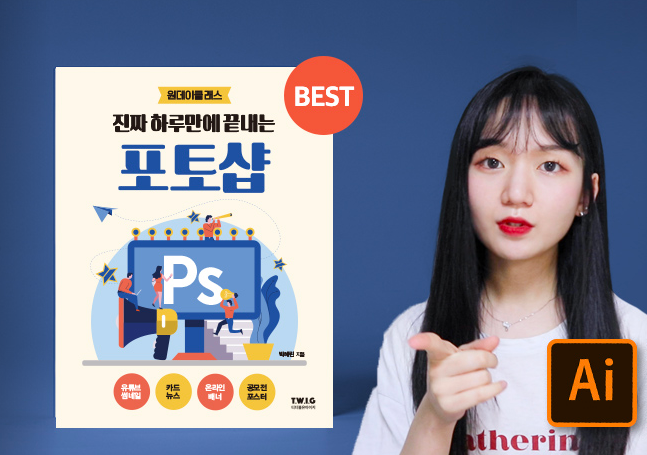 원데이클래스
BEST
진짜 하루만에 끝내는
포토샵
Ps
박혜린 지음
유튜브
썸네일
카드
뉴스
온라인
배너
공모전
포스터
T.W.I.G
Ai
atherin